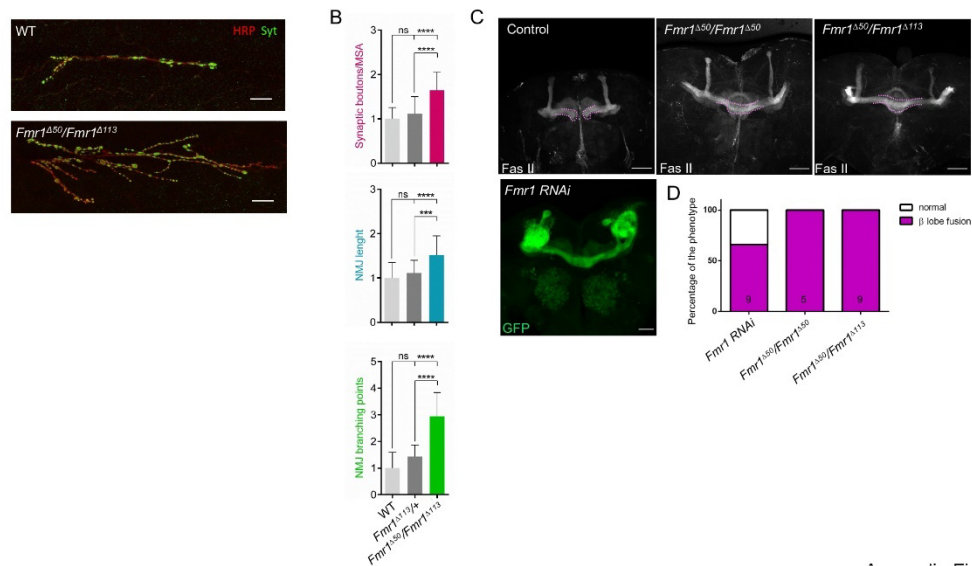 WT
HRP Syt
Fmr1Δ50/Fmr1Δ113
B
ns
****
****
Synaptic boutons/MSA
3
2
1
0
ns
****
***
NMJ lenght
3
2
1
0
ns
****
****
NMJ branching points
5
4
3
2
1
0
WT
Fmr1Δ113/+
Fmr1Δ50/Fmr1Δ113
C
Control
Fas II
Fmr1Δ50/Fmr1Δ50
Fas II
Fmr1Δ50/Fmr1Δ113
Fas II
Fmr1 RNAi
GFP
D
normal
β lobe fusion
Percentage of the phenotype
100
50
0
9
5
9
Fmr1 RNAi
Fmr1Δ50/Fmr1Δ50
Fmr1Δ50/Fmr1Δ113